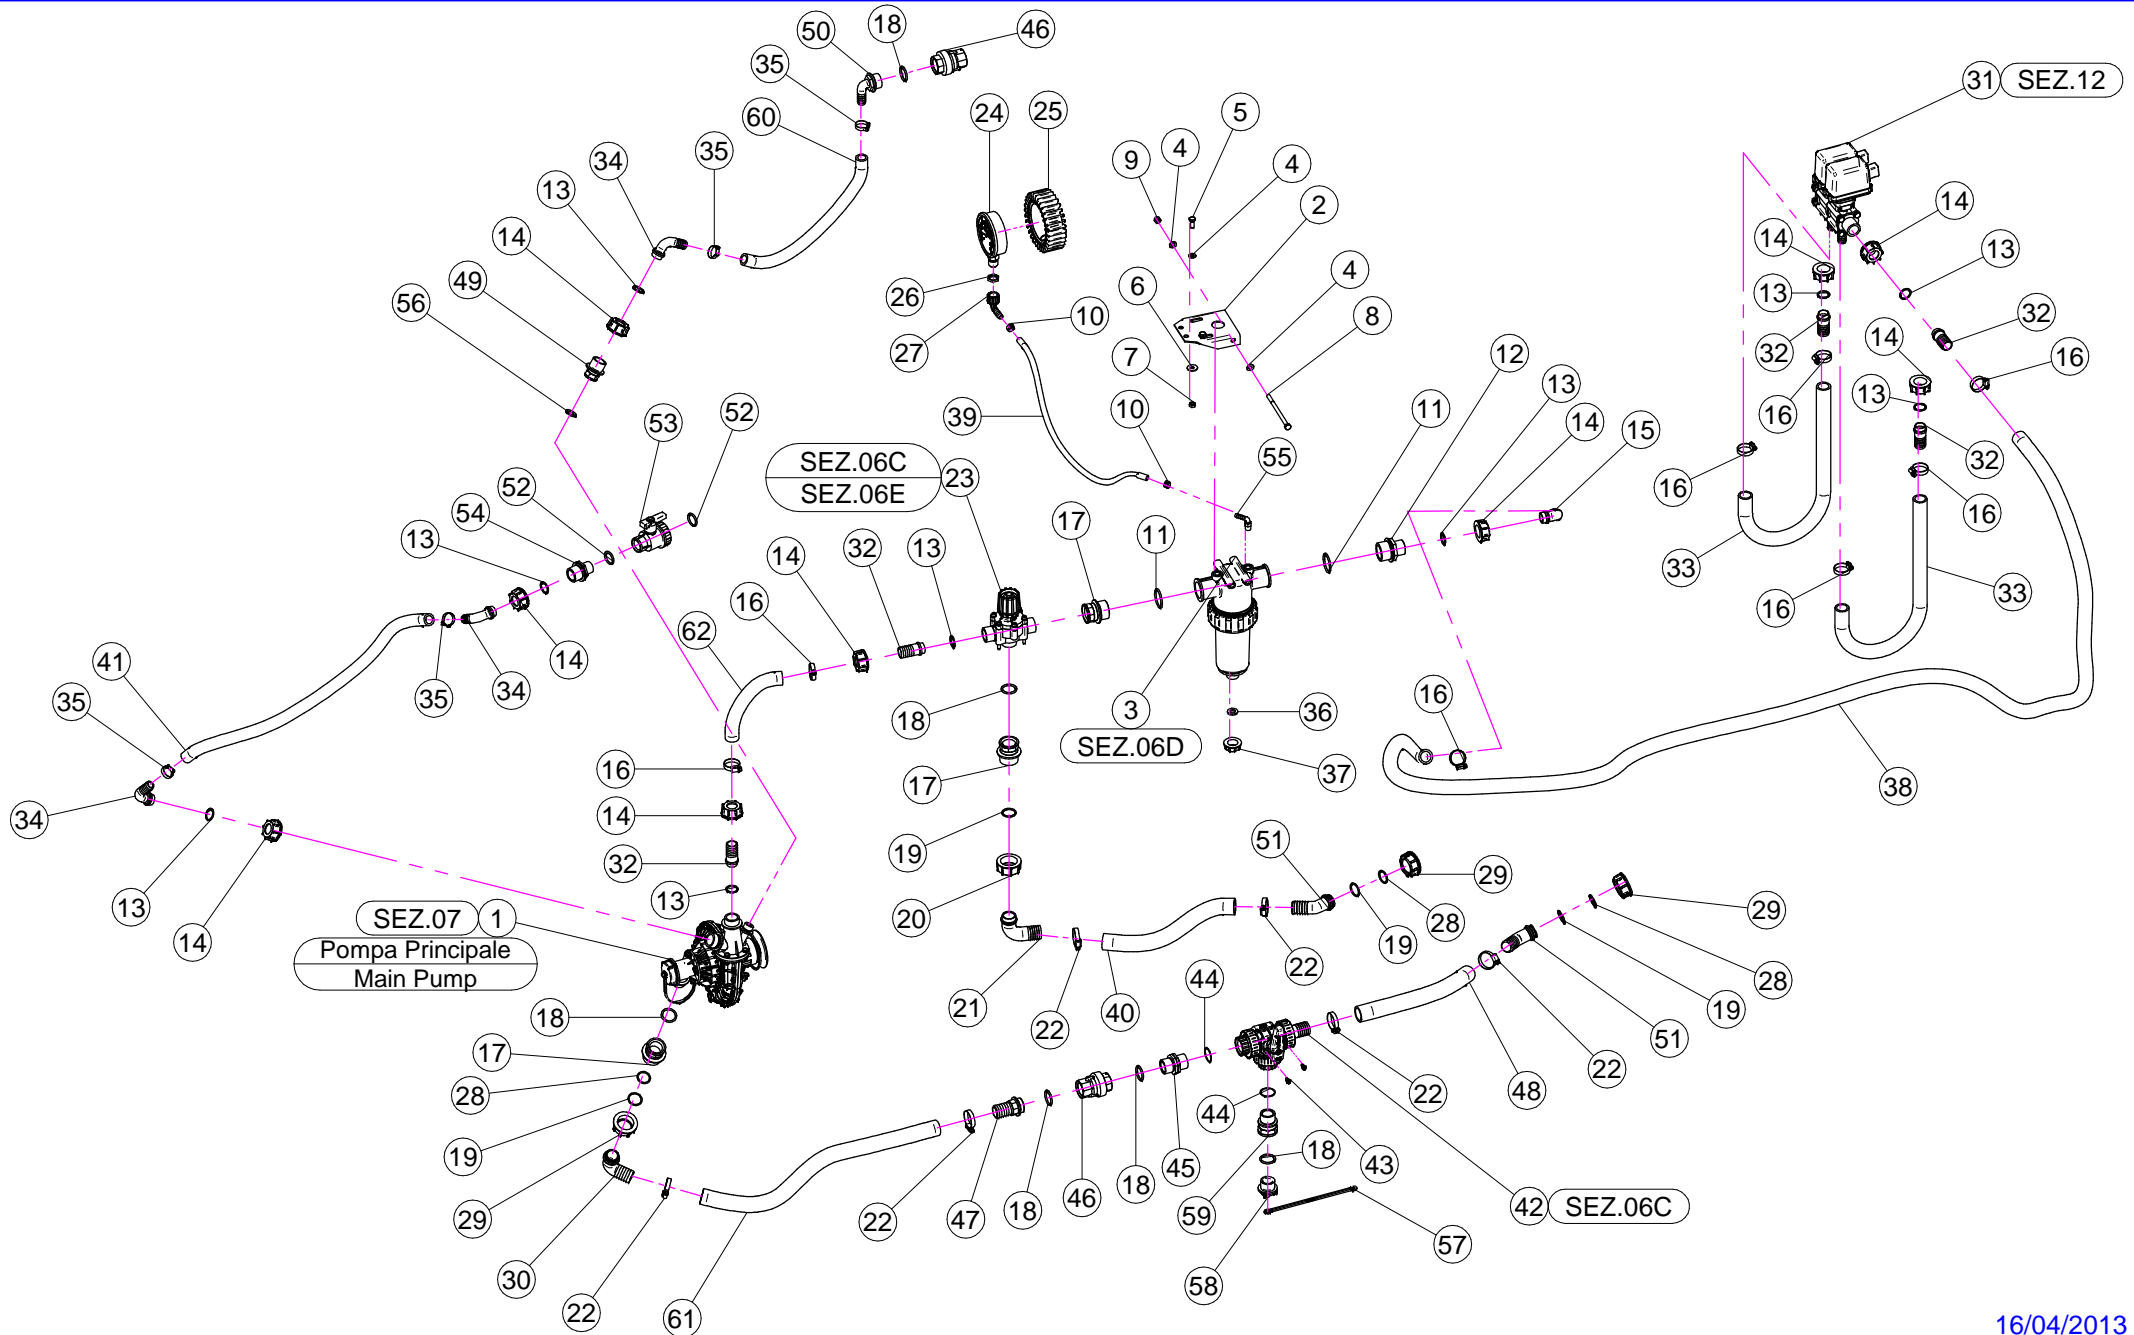 50 18 46
35
31 SEZ.12
60 24 25 5
34 35 9 4
4
13 2 14
14 14
13
49 26 6 4 13
56 10 8 32
27 7 32 14 16
12
53 52 11 13 16 13
39 10 14 15
SEZ.06C
SEZ.06E
23 55 32
52 16
54 17 11 16
13 32 13
14 33
16 16 33
62
41 14
35 34
35 18 3 36 16
SEZ.06D
16 17 37 38
34
14
19 51
32 29
13 13 20 29
14
SEZ.07 1
Pompa Principale
Main Pump
19 28 28
22
21 22 40 44 19
18 51
17 22
28 44 22 48
19 18
43
29 22 47 18 46 18 45 59 42 SEZ.06C
57
30 58
22 61
16/04/2013